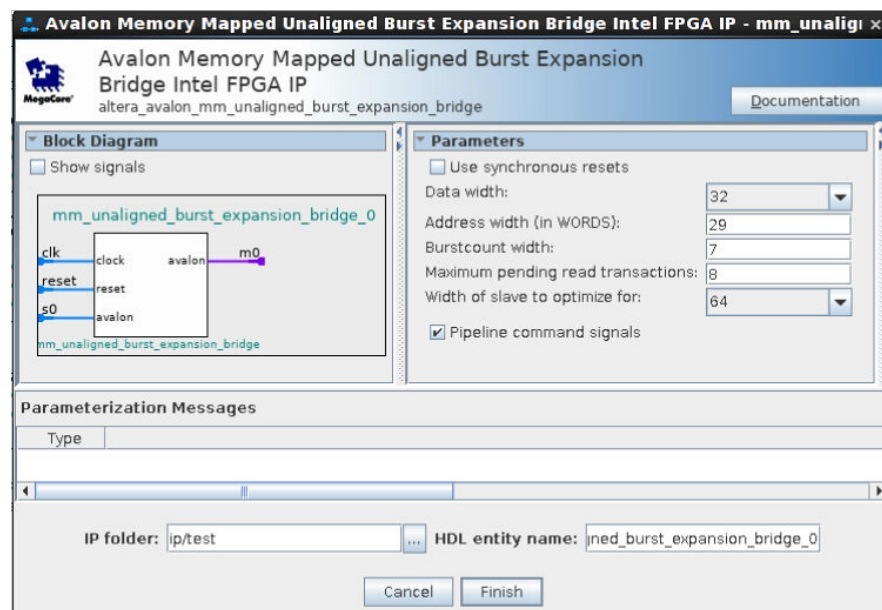 Avalon Memory Mapped Unaligned Burst Expansion Bridge Intel FPGA IP - mm_unalig
Avalon Memory Mapped Unaligned Burst Expansion
Bridge Intel FPGA IP
altera_avalon_mm_unaligned_burst_expansion_bridge
MegaCore
Documentation
Block Diagram
Show signals
mm_unaligned_burst_expansion_bridge_0
clk
clock
avalon
m0
reset
reset
s0
avalon
mm_unaligned_burst_expansion_bridge
Parameters
Use synchronous resets
Data width: 32
Address width (in WORDS): 29
Burstcount width: 7
Maximum pending read transactions: 8
Width of slave to optimize for: 64
Pipeline command signals
Parameterization Messages
Type
IP folder: ip/test ... HDL entity name: gned_burst_expansion_bridge_0
Cancel Finish